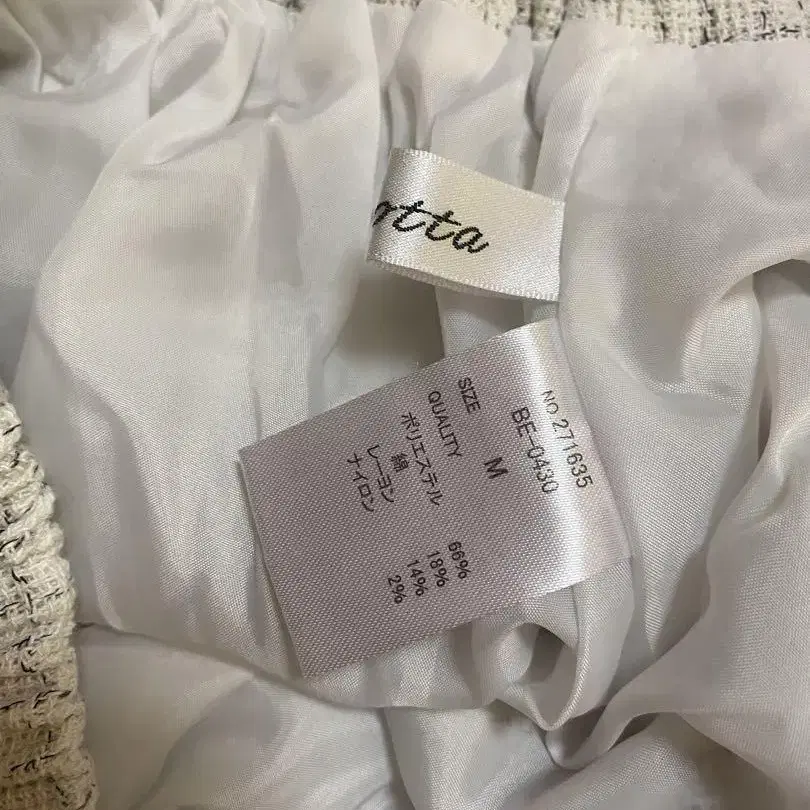 otta
NO.271635
BE-0430
SIZE M
QUALITY
ポリエステル 66%
綿 18%
レーヨン 14%
ナイロン 2%